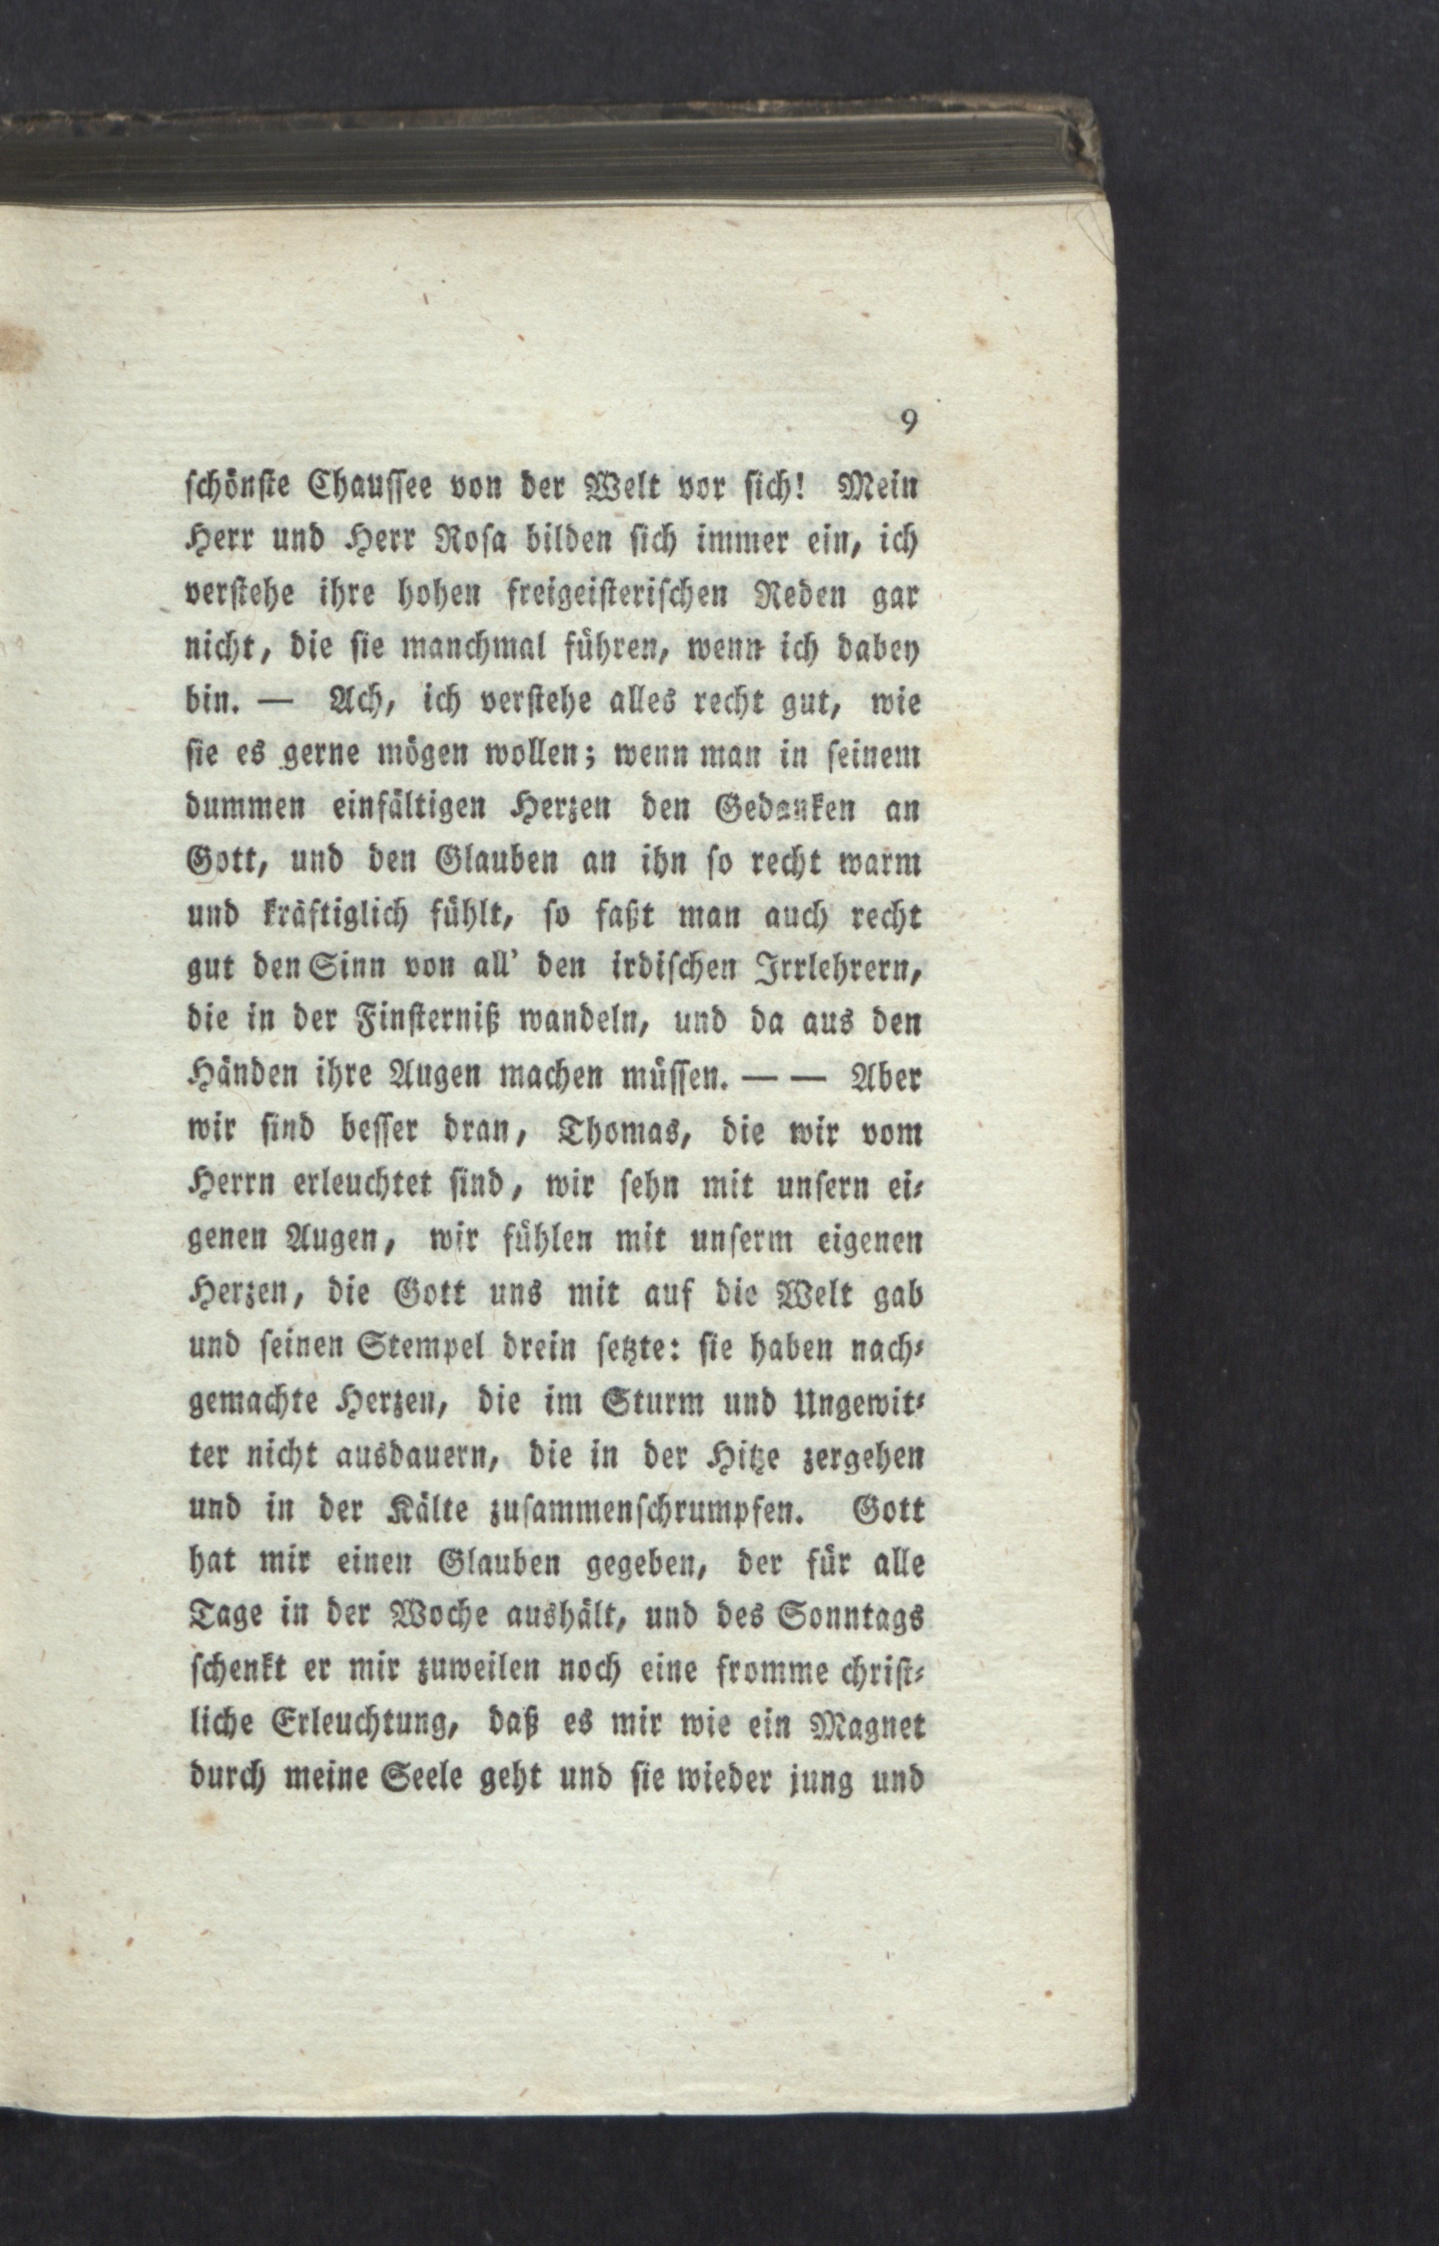 9
schönste Chaussee von der Welt vor sich! Mein
Herr und Herr Rosa bilden sich immer ein, ich
verstehe ihre hohen freigeisterischen Reden gar
nicht, die sie manchmal führen, wenn ich dabey
bin. — Ach, ich verstehe alles recht gut, wie
sie es gerne mögen wollen; wenn man in seinem
dummen einfältigen Herzen den Gedanken an
Gott, und den Glauben an ihn so recht warm
und kräftiglich fühlt, so faßt man auch recht
gut den Sinn von all' den irdischen Irrlehrern,
die in der Finsterniß wandeln, und da aus den
Händen ihre Augen machen müssen. — — Aber
wir sind besser dran, Thomas, die wir vom
Herrn erleuchtet sind, wir sehn mit unsern ei-
genen Augen, wir fühlen mit unserm eigenen
Herzen, die Gott uns mit auf die Welt gab
und seinen Stempel drein setzte: sie haben nach-
gemachte Herzen, die im Sturm und Ungewit-
ter nicht ausdauern, die in der Hitze zergehen
und in der Kälte zusammenschrumpfen. Gott
hat mir einen Glauben gegeben, der für alle
Tage in der Woche aushält, und des Sonntags
schenkt er mir zuweilen noch eine fromme christ-
liche Erleuchtung, daß es mir wie ein Magnet
durch meine Seele geht und sie wieder jung und